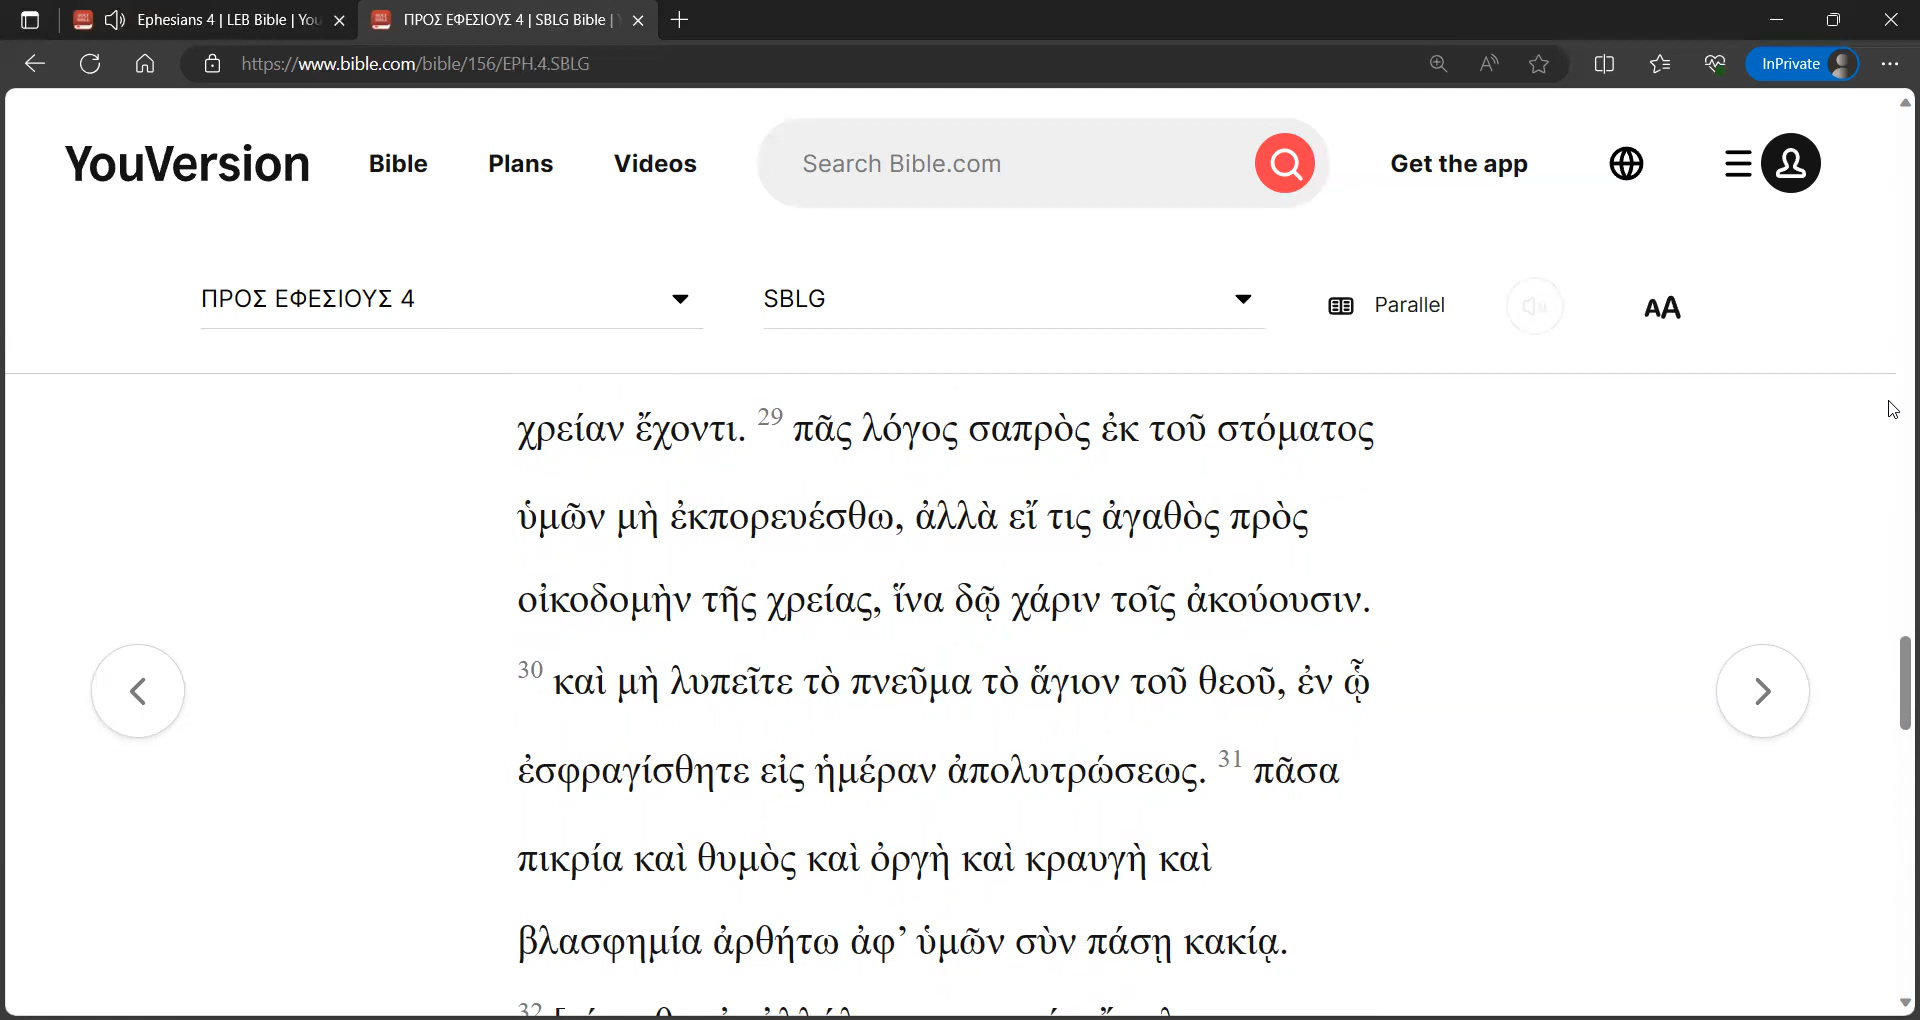 Ephesians 4 | LEB Bible | You
ΠΡΟΣ ΕΦΕΣΙΟΥΣ 4 | SBLG Bible |
https://www.bible.com/bible/156/EPH.4.SBLG
InPrivate
YouVersion
Bible
Plans
Videos
Search Bible.com
Get the app
ΠΡΟΣ ΕΦΕΣΙΟΥΣ 4
SBLG
Parallel
AA
χρείαν ἔχοντι. 29 πᾶς λόγος σαπρὸς ἐκ τοῦ στόματος
ὑμῶν μὴ ἐκπορευέσθω, ἀλλὰ εἴ τις ἀγαθὸς πρὸς
οἰκοδομὴν τῆς χρείας, ἵνα δῷ χάριν τοῖς ἀκούουσιν.
30 καὶ μὴ λυπεῖτε τὸ πνεῦμα τὸ ἅγιον τοῦ θεοῦ, ἐν ᾧ
ἐσφραγίσθητε εἰς ἡμέραν ἀπολυτρώσεως. 31 πᾶσα
πικρία καὶ θυμὸς καὶ ὀργὴ καὶ κραυγὴ καὶ
βλασφημία ἀρθήτω ἀφ’ ὑμῶν σὺν πάσῃ κακίᾳ.
32